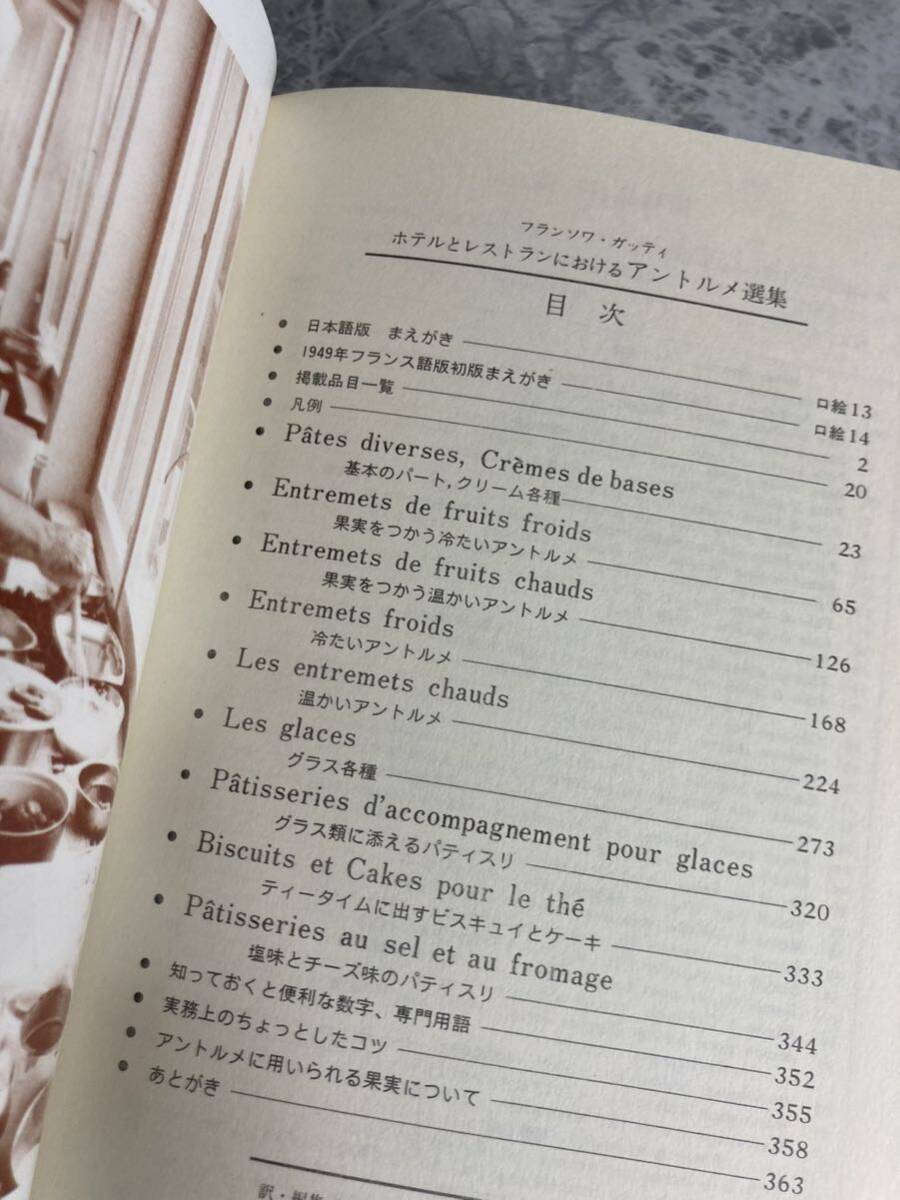 フランソワ・ガッティ
ホテルとレストランにおけるアントルメ選集
目 次
● 日本語版 まえがき 口絵13
● 1949年フランス語版初版まえがき 口絵14
● 掲載品目一覧 2
● 凡例 20
● Pâtes diverses, Crèmes de bases
基本のパート,クリーム各種 23
● Entremets de fruits froids
果実をつかう冷たいアントルメ 65
● Entremets de fruits chauds
果実をつかう温かいアントルメ 126
● Entremets froids
冷たいアントルメ 168
● Les entremets chauds
温かいアントルメ 224
● Les glaces
グラス各種 273
● Pâtisseries d'accompagnement pour glaces
グラス類に添えるパティスリ 320
● Biscuits et Cakes pour le thé
ティータイムに出すビスキュイとケーキ 333
● Pâtisseries au sel et au fromage
塩味とチーズ味のパティスリ 344
● 知っておくと便利な数字、専門用語 352
● 実務上のちょっとしたコツ 355
● アントルメに用いられる果実について 358
● あとがき 363
訳・編集